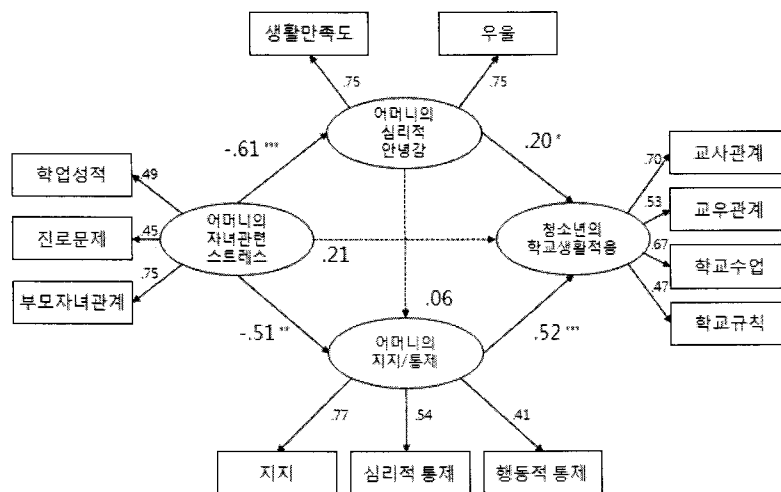 생활만족도
우울
.75
.75
어머니의
심리적
안녕감
-.61 ***
.20 *
학업성적
진로문제
부모자녀관계
.49
.45
.75
어머니의
자녀관련
스트레스
.21
.06
청소년의
학교생활적응
.70
.53
.67
.47
교사관계
교우관계
학교수업
학교규칙
-.51 **
.52 ***
어머니의
지지/통제
.77
.54
.41
지지
심리적 통제
행동적 통제